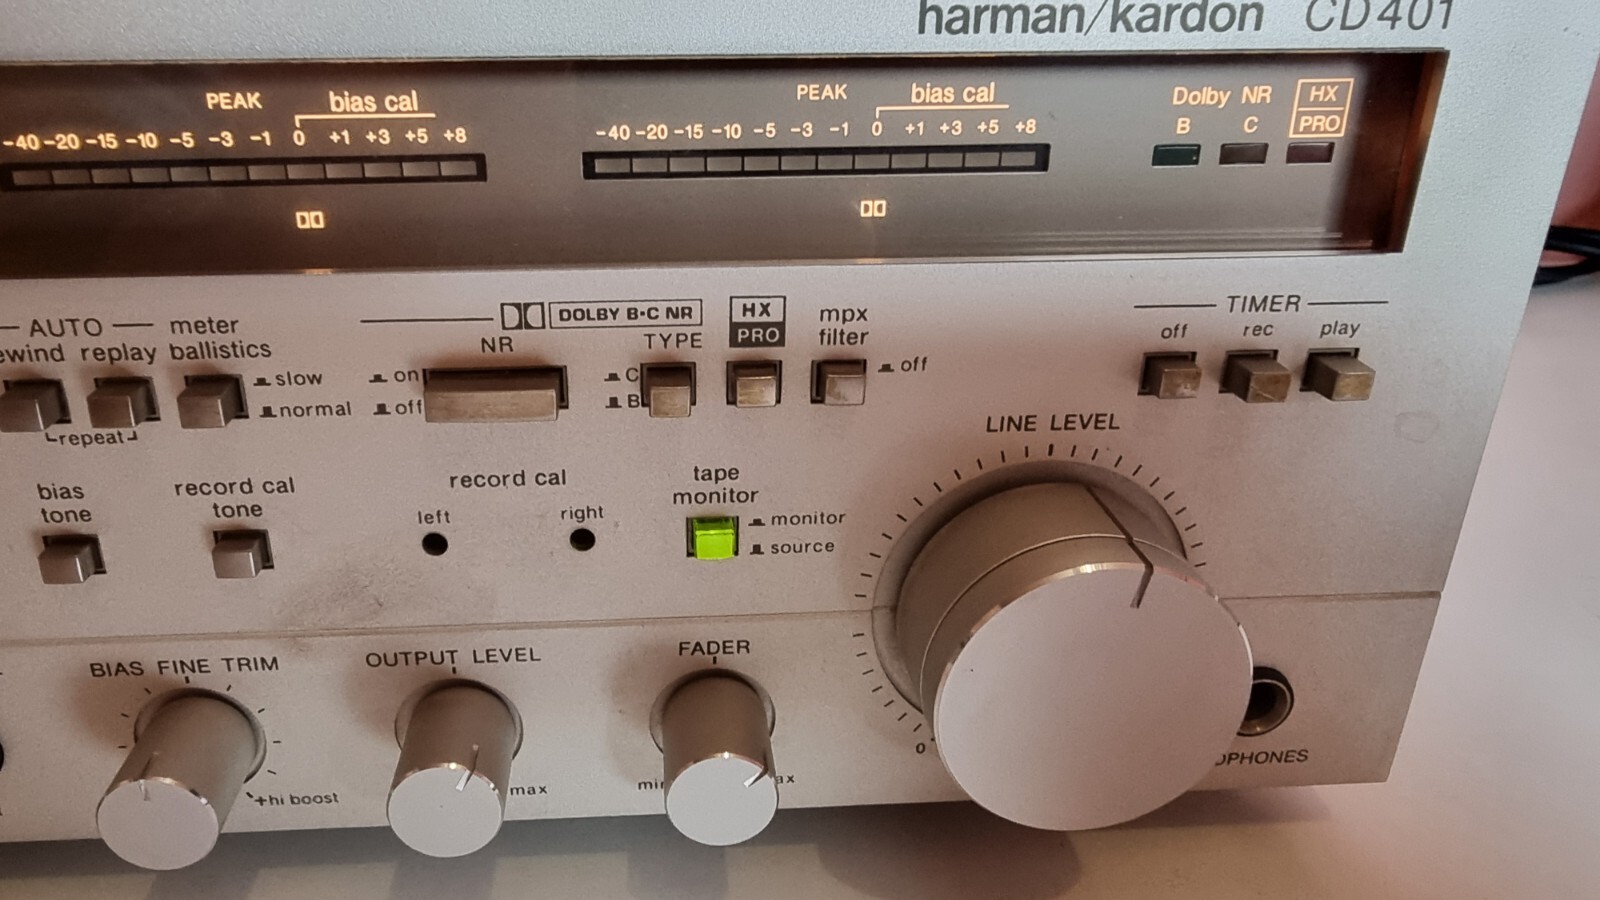 harman/kardon CD401
PEAK bias cal
-40 -20 -15 -10 -5 -3 -1 0 +1 +3 +5 +8
PEAK bias cal
-40 -20 -15 -10 -5 -3 -1 0 +1 +3 +5 +8
Dolby NR
B C
HX
PRO
AUTO
replay
meter
ballistics
slow
normal
repeat
DOLBY B·C NR
NR
on
off
TYPE
C
B
HX
PRO
mpx
filter
off
TIMER
off rec play
bias
tone
record cal
tone
record cal
left right
tape
monitor
monitor
source
LINE LEVEL
0
BIAS FINE TRIM
+hi boost
OUTPUT LEVEL
max
FADER